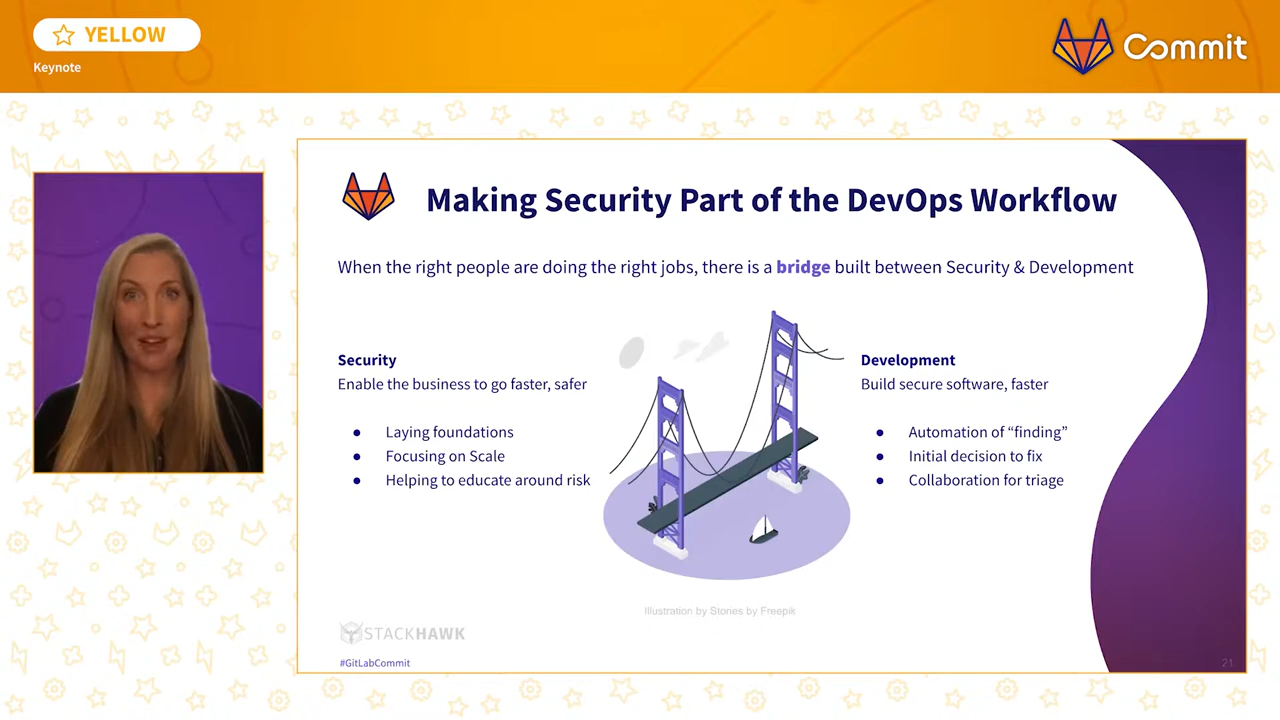 YELLOW
Keynote
Commit
Making Security Part of the DevOps Workflow
When the right people are doing the right jobs, there is a bridge built between Security & Development
Security
Enable the business to go faster, safer
● Laying foundations
● Focusing on Scale
● Helping to educate around risk
Development
Build secure software, faster
● Automation of “finding”
● Initial decision to fix
● Collaboration for triage
Illustration by Stories by Freepik
STACKHAWK
#GitLabCommit
21